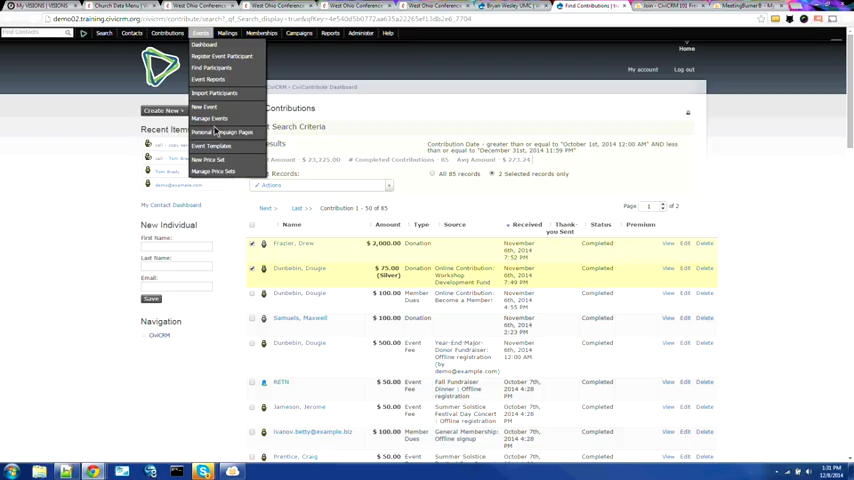 My VISIONS | VISIONS
Church Data Menu |
West Ohio Conferenc
West Ohio Conferenc
West Ohio Conferenc
West Ohio Conferenc
Bryan Wesley UMC |
Find Contributions |
Join - CiviCRM 101
MeetingBurner
demo02.training.civicrm.org/civicrm/contribute/search?_qf_Search_display=true&qfKey=
Find Contacts
Search
Contacts
Contributions
Events
Mailings
Memberships
Campaigns
Reports
Administer
Help
Dashboard
Register Event Participant
Find Participants
Event Reports
Import Participants
New Event
Manage Events
Personal Campaign Pages
Event Templates
New Price Set
Manage Price Sets
Home
My account
Log out
CiviCRM » CiviContribute Dashboard
Create New
Contributions
t Search Criteria
Recent Item
esults
than or equal to "December 31st, 2014 11:59 PM"
Contribution Date - greater than or equal to "October 1st, 2014 12:00 AM" AND less
Amount - $ 23,225.00 # Completed Contributions - 85 Avg Amount - $ 273.24
All 85 records
2 Selected records only
Actions
My Contact Dashboard
demo@example.com
Tom Brady
New Individual
First Name:
Last Name:
Email:
Save
Navigation
CiviCRM
Next > Last >> Contribution 1 - 50 of 85
Page 1 of 2
Name Amount Type Source Received Thank-you Sent Status Premium
Frazier, Drew $ 2,000.00 Donation November 6th, 2014 7:52 PM Completed View Edit Delete
Dunbebin, Dougie $ 75.00 (Silver) Donation Online Contribution: Workshop Development Fund November 6th, 2014 7:49 PM Completed View Edit Delete
Dunbebin, Dougie $ 100.00 Member Dues Online Contribution: Become a Member! November 6th, 2014 4:55 PM Completed View Edit Delete
Samuels, Maxwell $ 100.00 Donation November 6th, 2014 2:23 PM Completed View Edit Delete
Dunbebin, Dougie $ 500.00 Event Fee Year-End-Major-Donor Fundraiser: Offline registration (by demo@example.com) November 6th, 2014 12:00 AM Completed View Edit Delete
RETN $ 50.00 Event Fee Fall Fundraiser Dinner : Offline registration October 7th, 2014 4:28 PM Completed View Edit Delete
Jameson, Jerome $ 50.00 Event Fee Summer Solstice Festival Day Concert : Offline registration October 7th, 2014 4:28 PM Completed View Edit Delete
ivanov.betty@example.biz $ 100.00 Member Dues General Membership: Offline signup October 7th, 2014 4:28 PM Completed View Edit Delete
Prentice, Craig $ 50.00 Event Summer Solstice October 7th, Completed View Edit Delete
1:31 PM
12/8/2014